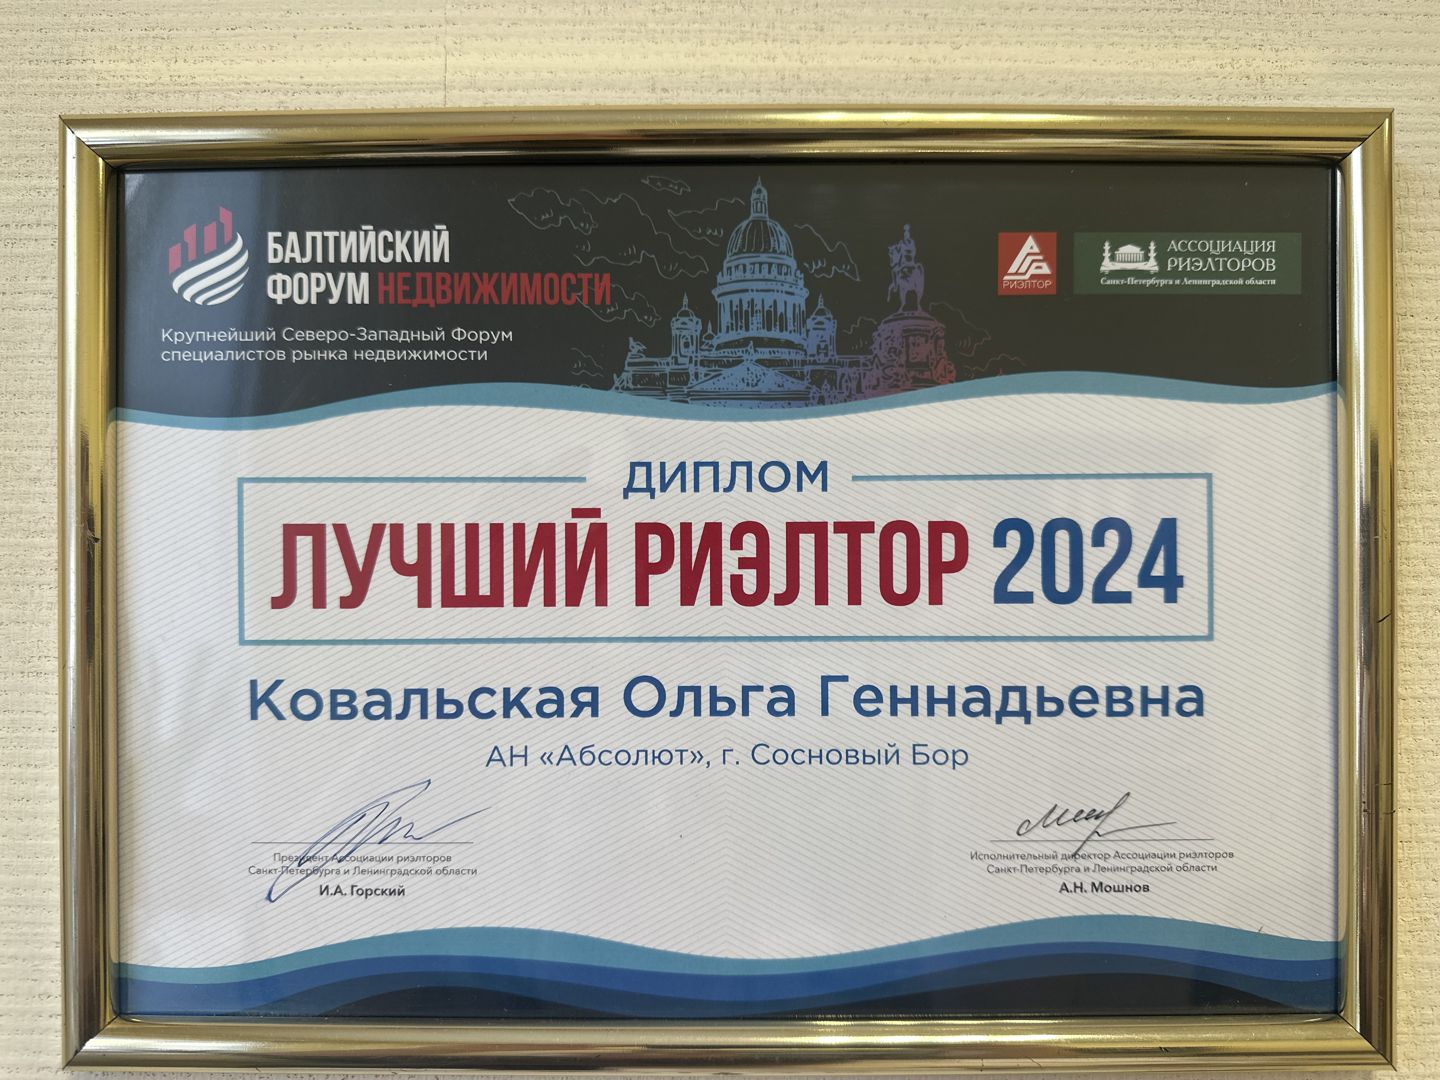 БАЛТИЙСКИЙ
ФОРУМ НЕДВИЖИМОСТИ
Крупнейший Северо-Западный Форум
специалистов рынка недвижимости
РИЭЛТОР
АССОЦИАЦИЯ
РИЭЛТОРОВ
Санкт-Петербурга и Ленинградской области
ДИПЛОМ
ЛУЧШИЙ РИЭЛТОР 2024
Ковальская Ольга Геннадьевна
АН «Абсолют», г. Сосновый Бор
Президент Ассоциации риэлторов
Санкт-Петербурга и Ленинградской области
И.А. Горский
Исполнительный директор Ассоциации риэлторов
Санкт-Петербурга и Ленинградской области
А.Н. Мошнов